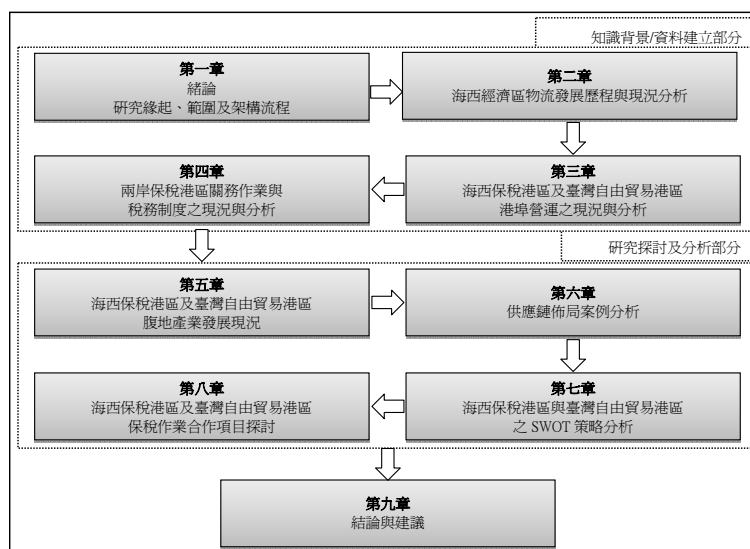 知識背景/資料建立部分
第一章
緒論
研究緣起、範圍及架構流程
第二章
海西經濟區物流發展歷程與現況分析
第三章
海西保稅港區及臺灣自由貿易港區
港埠營運之現況與分析
第四章
兩岸保稅港區關務作業與
稅務制度之現況與分析
研究探討及分析部分
第五章
海西保稅港區及臺灣自由貿易港區
腹地產業發展現況
第六章
供應鏈佈局案例分析
第七章
海西保稅港區與臺灣自由貿易港區
之 SWOT 策略分析
第八章
海西保稅港區及臺灣自由貿易港區
保稅作業合作項目探討
第九章
結論與建議